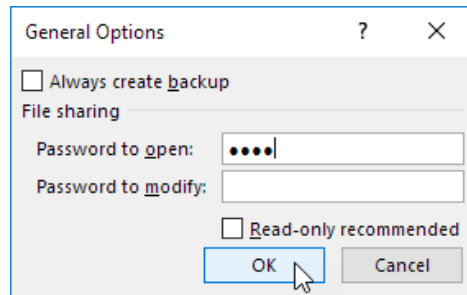 General Options ? ×
Always create backup
File sharing
Password to open: ••••
Password to modify:
Read-only recommended
OK Cancel